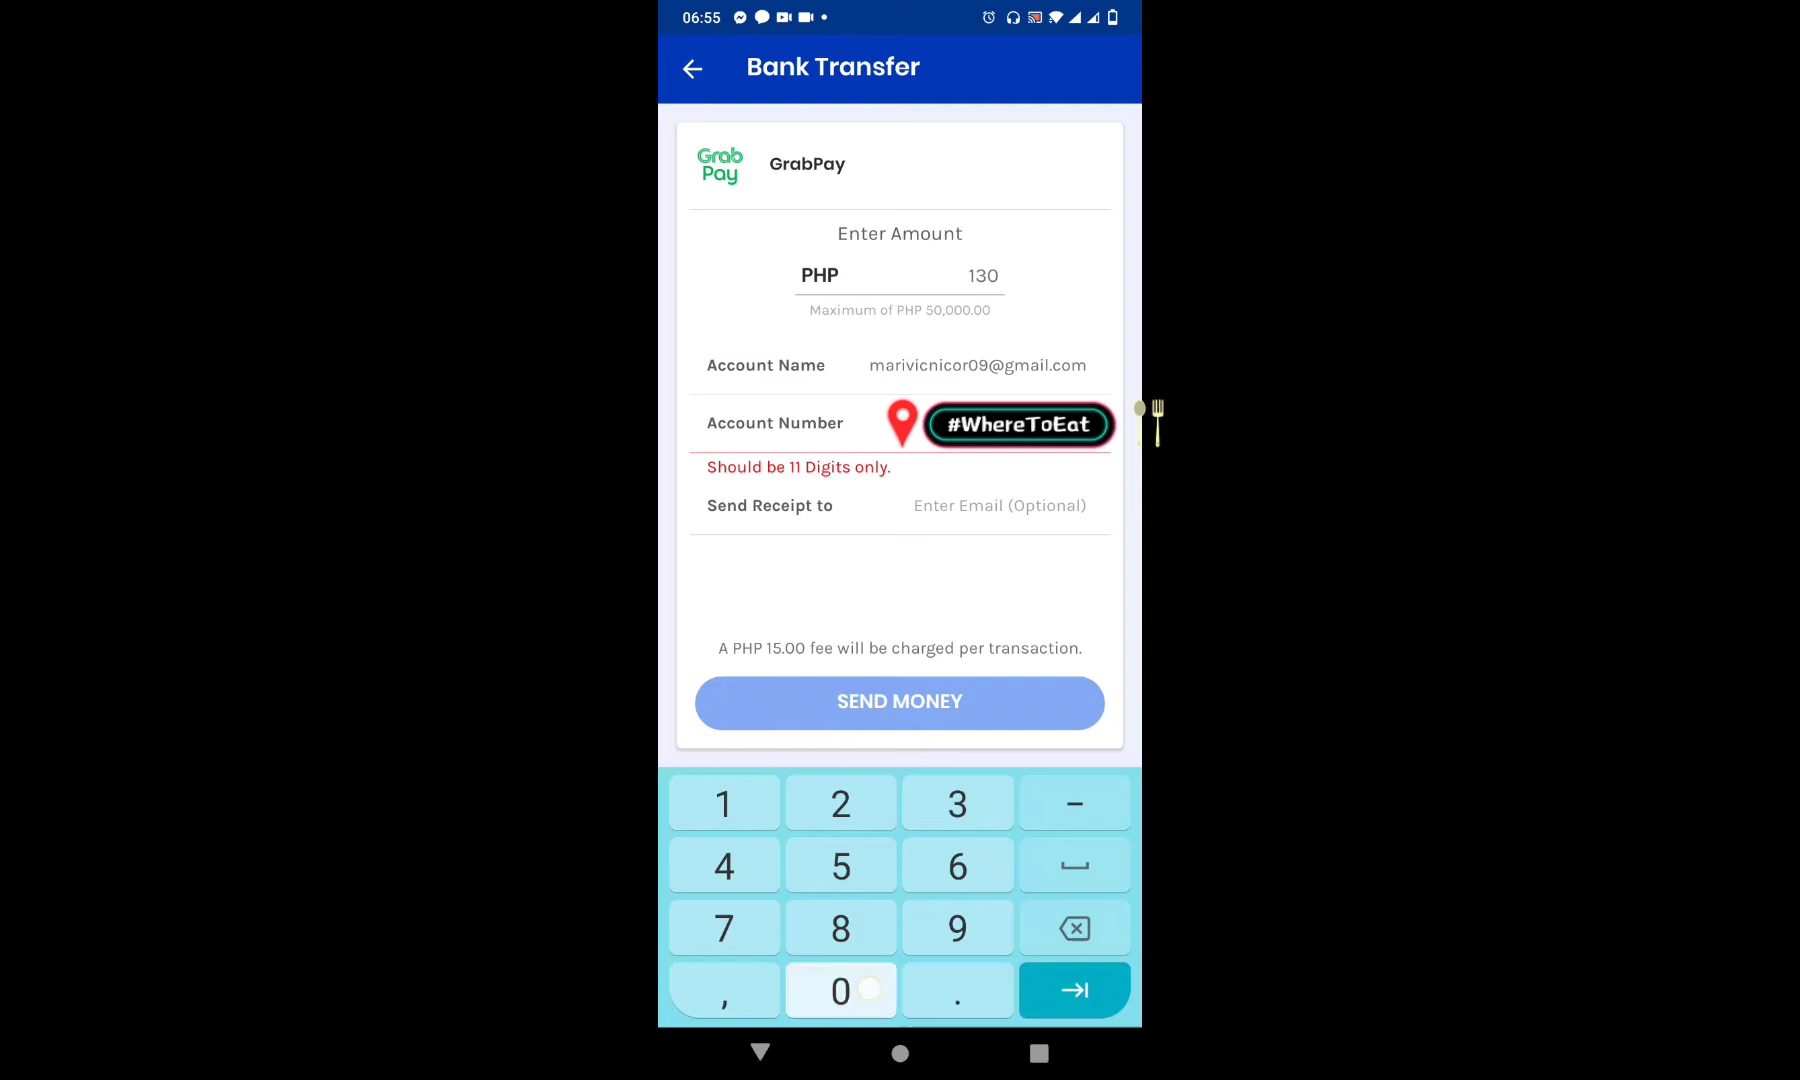 06:55
Bank Transfer
Grab
Pay
GrabPay
Enter Amount
PHP 130
Maximum of PHP 50,000.00
Account Name marivicnicor09@gmail.com
Account Number #WhereToEat
Should be 11 Digits only.
Send Receipt to Enter Email (Optional)
A PHP 15.00 fee will be charged per transaction.
SEND MONEY
1 2 3 -
4 5 6
7 8 9
, 0 .